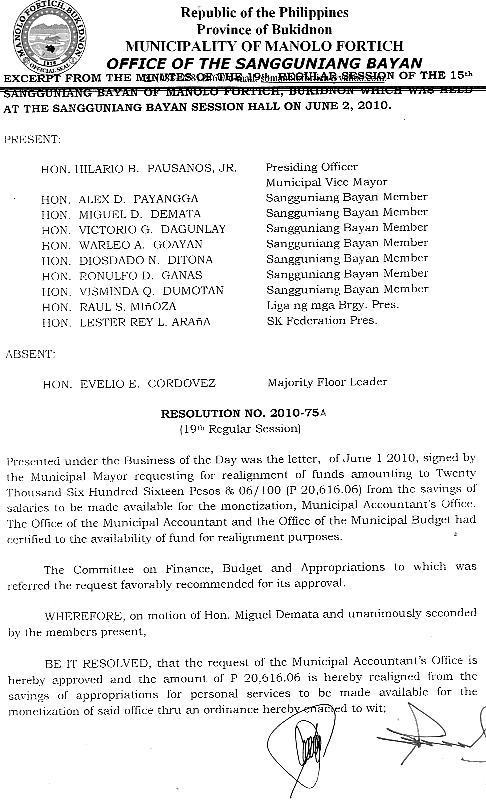 Republic of the Philippines
Province of Bukidnon
MUNICIPALITY OF MANOLO FORTICH
OFFICE OF THE SANGGUNIANG BAYAN
EXCERPT FROM THE MINUTES OF THE 19th REGULAR SESSION OF THE 15th
SANGGUNIANG BAYAN OF MANOLO FORTICH, BUKIDNON WHICH WAS HELD
AT THE SANGGUNIANG BAYAN SESSION HALL ON JUNE 2, 2010.
PRESENT:
HON. HILARIO B. PAUSANOS, JR. Presiding Officer
Municipal Vice Mayor
HON. ALEX D. PAYANGGA Sangguniang Bayan Member
HON. MIGUEL D. DEMATA Sangguniang Bayan Member
HON. VICTORIO G. DAGUNLAY Sangguniang Bayan Member
HON. WARLEO A. GOAYAN Sangguniang Bayan Member
HON. DIOSDADO N. DITONA Sangguniang Bayan Member
HON. RONULFO D. GANAS Sangguniang Bayan Member
HON. VISMINDA Q. DUMOTAN Sangguniang Bayan Member
HON. RAUL S. MIñOZA Liga ng mga Brgy. Pres.
HON. LESTER REY L. ARAñA SK Federation Pres.
ABSENT:
HON. EVELIO E. CORDOVEZ Majority Floor Leader
RESOLUTION NO. 2010-75A
(19th Regular Session)
Presented under the Business of the Day was the letter, of June 1 2010, signed by
the Municipal Mayor requesting for realignment of funds amounting to Twenty
Thousand Six Hundred Sixteen Pesos & 06/100 (P 20,616.06) from the savings of
salaries to be made available for the monetization, Municipal Accountant's Office.
The Office of the Municipal Accountant and the Office of the Municipal Budget had
certified to the availability of fund for realignment purposes.
The Committee on Finance, Budget and Appropriations to which was
referred the request favorably recommended for its approval.
WHEREFORE, on motion of Hon. Miguel Demata and unanimously seconded
by the members present,
BE IT RESOLVED, that the request of the Municipal Accountant's Office is
hereby approved and the amount of P 20,616.06 is hereby realigned from the
savings of appropriations for personal services to be made available for the
monetization of said office thru an ordinance hereby enacted to wit: